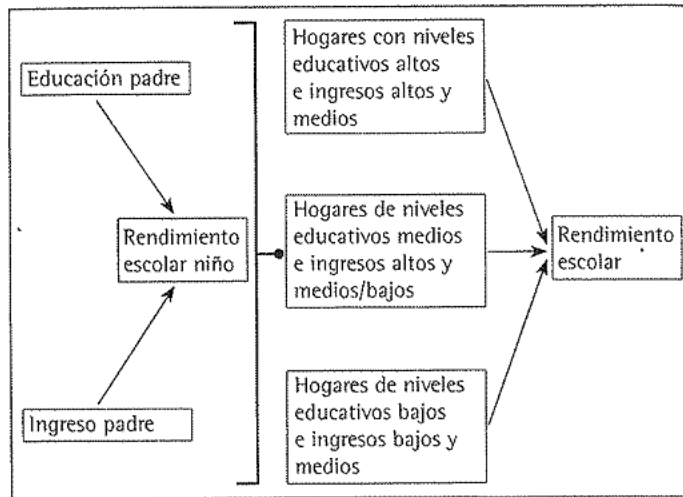 Educación padre
Rendimiento
escolar niño
Ingreso padre
Hogares con niveles
educativos altos
e ingresos altos y
medios
Hogares de niveles
educativos medios
e ingresos altos y
medios/bajos
Hogares de niveles
educativos bajos
e ingresos bajos y
medios
Rendimiento
escolar